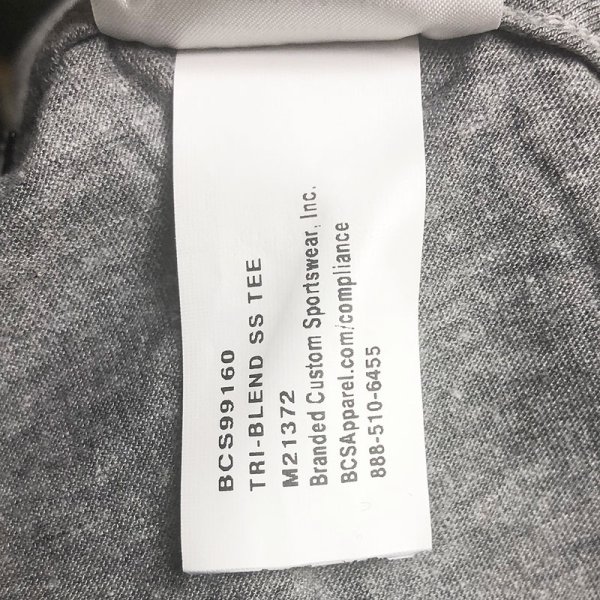 BCS99160
TRI-BLEND SS TEE
M21372
Branded Custom Sportswear, Inc.
BCSApparel.com/compliance
888-510-6455